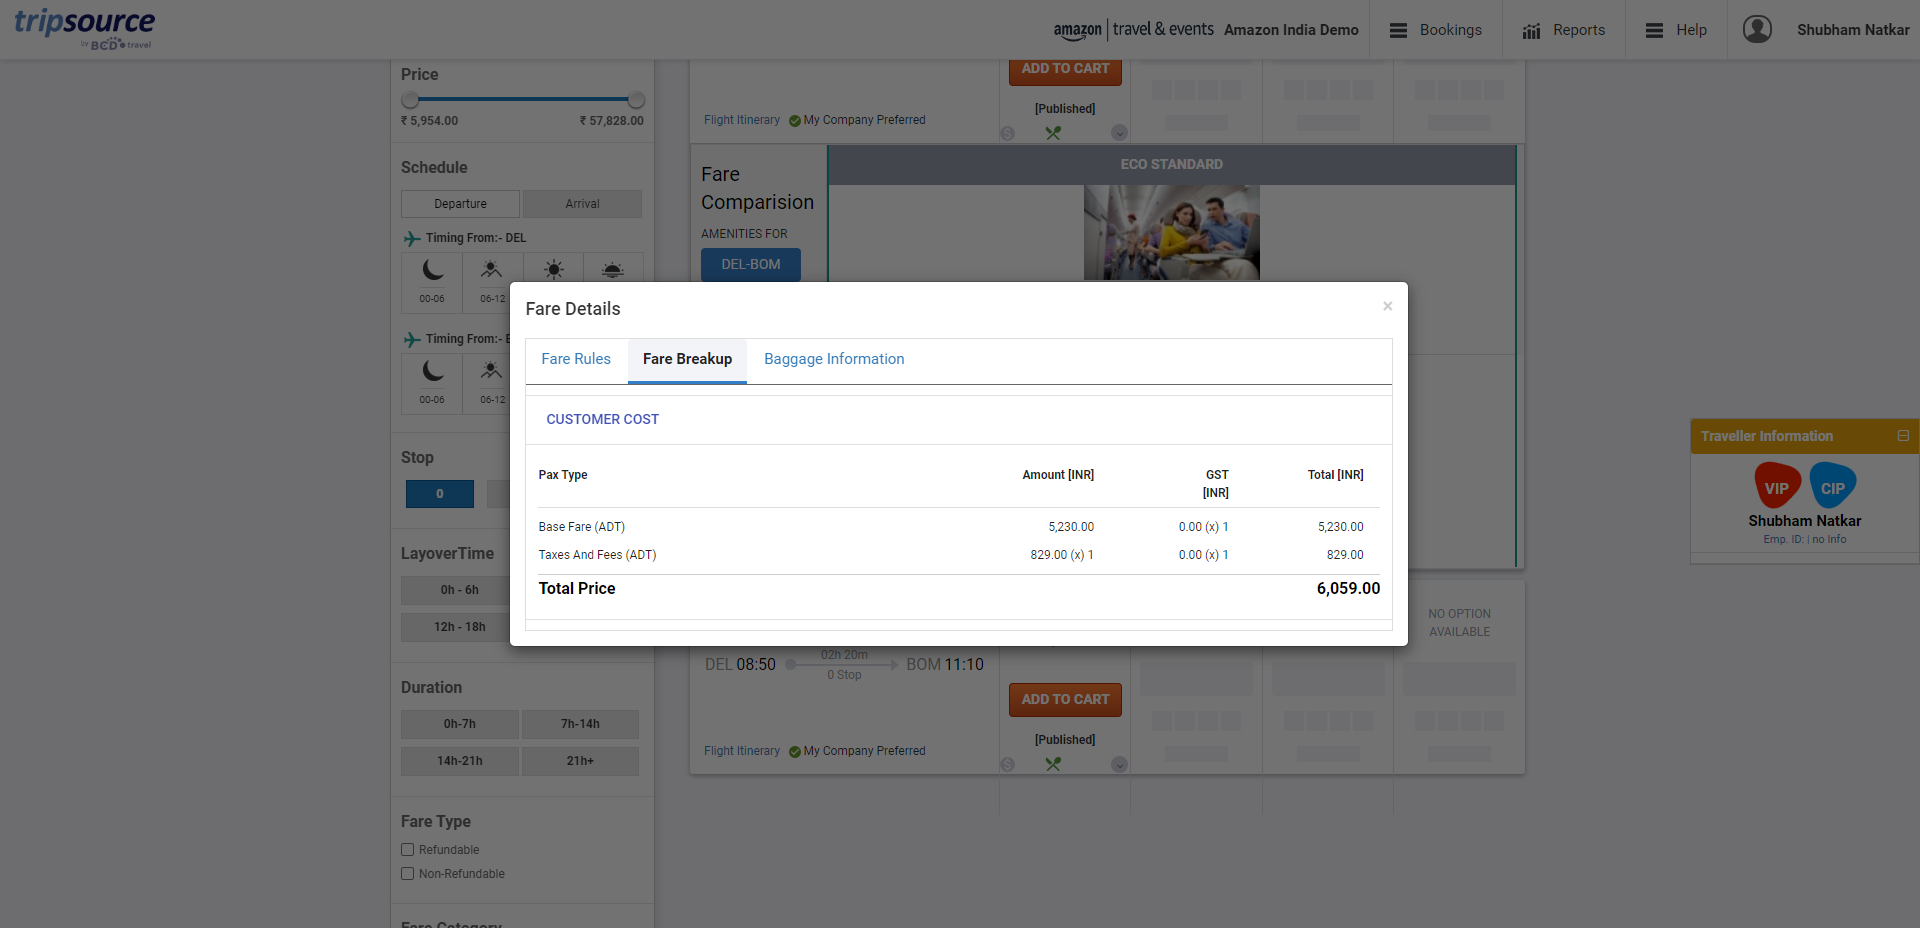 tripsource
by BCD travel
amazon travel & events Amazon India Demo
Bookings
Reports
Help
Shubham Natkar
Price
₹ 5,954.00 ₹ 57,828.00
Schedule
Departure Arrival
Timing From:- DEL
00-06 06-12
Timing From:-
00-06 06-12
Stop
0
LayoverTime
0h - 6h
12h - 18h
Duration
0h-7h 7h-14h
14h-21h 21h+
Fare Type
Refundable
Non-Refundable
Fare Category
ADD TO CART
[Published]
Flight Itinerary My Company Preferred
Fare
Comparision
AMENITIES FOR
DEL-BOM
ECO STANDARD
Fare Details ×
Fare Rules Fare Breakup Baggage Information
CUSTOMER COST
Pax Type Amount [INR] GST [INR] Total [INR]
Base Fare (ADT) 5,230.00 0.00 (x) 1 5,230.00
Taxes And Fees (ADT) 829.00 (x) 1 0.00 (x) 1 829.00
Total Price 6,059.00
Traveller Information
VIP CIP
Shubham Natkar
Emp. ID: | no Info
NO OPTION
AVAILABLE
DEL 08:50 02h 20m BOM 11:10
0 Stop
ADD TO CART
[Published]
Flight Itinerary My Company Preferred